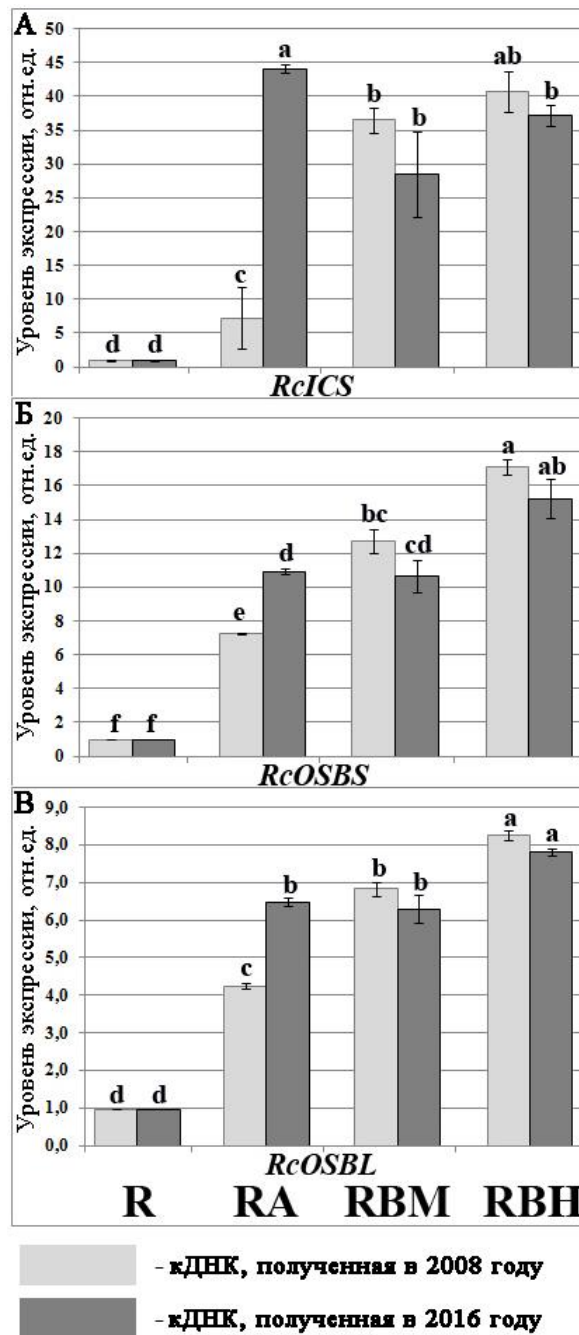 А
Уровень экспрессии, отн.ед.
50
45
40
35
30
25
20
15
10
5
0
d d c a b b ab b
RcICS
Б
Уровень экспрессии, отн.ед.
20
18
16
14
12
10
8
6
4
2
0
f f e d bc cd a ab
RcOSBS
В
Уровень экспрессии, отн.ед.
9,0
8,0
7,0
6,0
5,0
4,0
3,0
2,0
1,0
0,0
d d c b b b a a
RcOSBL
R RA RBM RBH
- кДНК, полученная в 2008 году
- кДНК, полученная в 2016 году